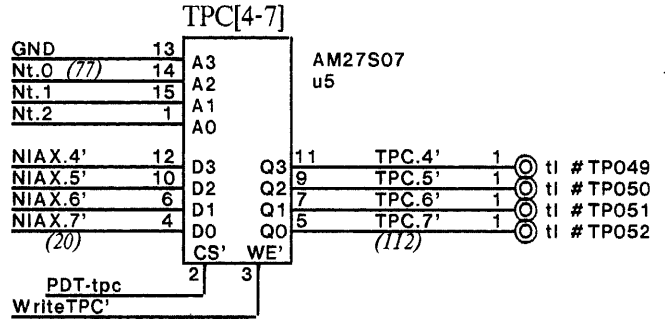 TPC[4-7]
GND 13 A3 AM27S07
Nt.0 (77) 14 A2 u5
Nt.1 15 A1
Nt.2 1 A0
NIAX.4' 12 D3 Q3 11 TPC.4' 1 tl #TP049
NIAX.5' 10 D2 Q2 9 TPC.5' 1 tl #TP050
NIAX.6' 6 D1 Q1 7 TPC.6' 1 tl #TP051
NIAX.7' 4 D0 Q0 5 TPC.7' 1 tl #TP052
(20) CS' WE' (112)
PDT-tpc 2 3
WriteTPC'